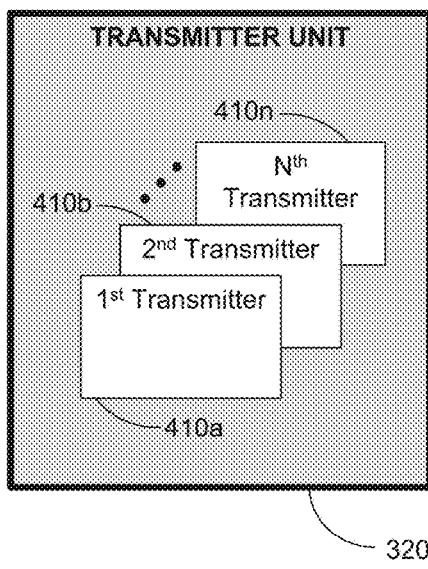 TRANSMITTER UNIT
410n
Nth
Transmitter
410b
2nd Transmitter
1st Transmitter
410a
320